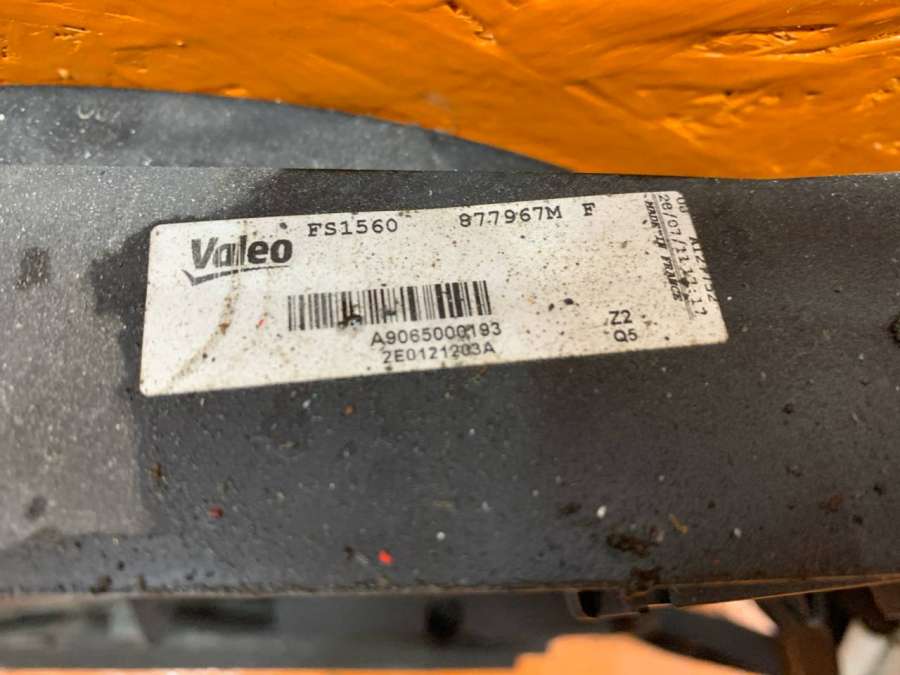 Valeo FS1560 877967M F
A9065000193
2E0121203A
Z2
Q5
MADE IN FRANCE